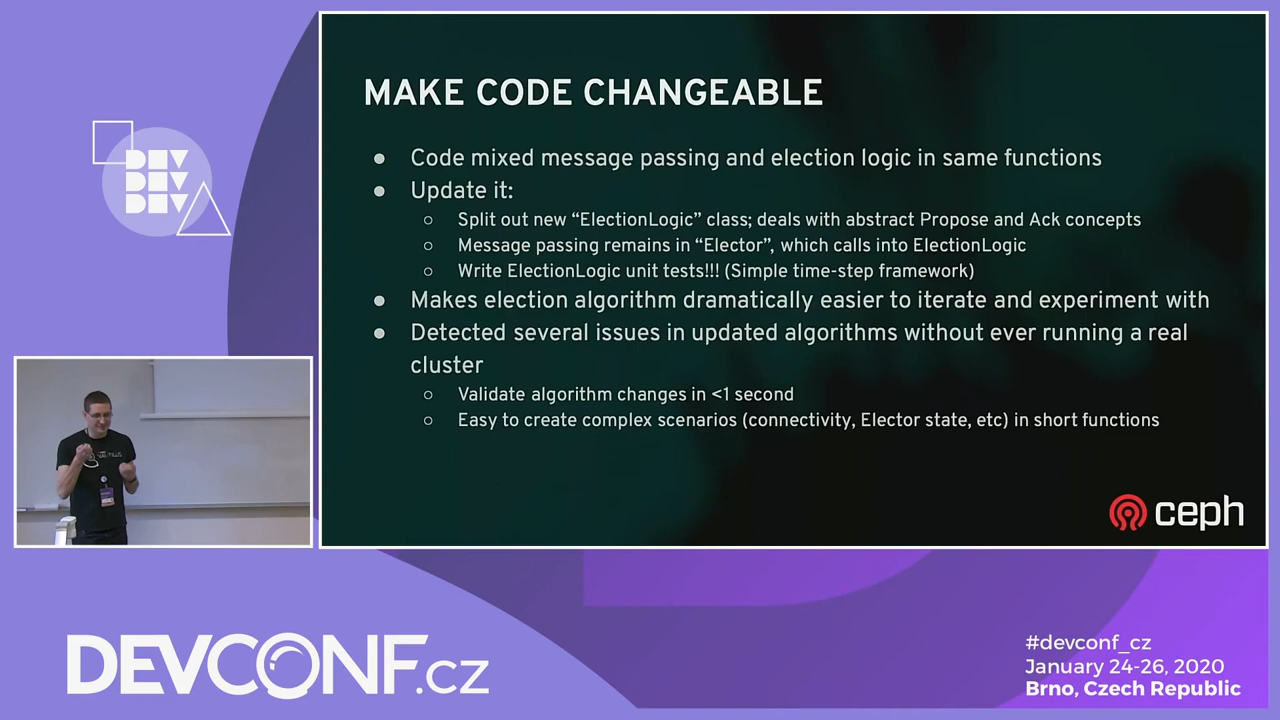 DEV
DEV
DEV
MAKE CODE CHANGEABLE
● Code mixed message passing and election logic in same functions
● Update it:
○ Split out new “ElectionLogic” class; deals with abstract Propose and Ack concepts
○ Message passing remains in “Elector”, which calls into ElectionLogic
○ Write ElectionLogic unit tests!!! (Simple time-step framework)
● Makes election algorithm dramatically easier to iterate and experiment with
● Detected several issues in updated algorithms without ever running a real
cluster
○ Validate algorithm changes in <1 second
○ Easy to create complex scenarios (connectivity, Elector state, etc) in short functions
ceph
DEVCONF.cz
#devconf_cz
January 24-26, 2020
Brno, Czech Republic